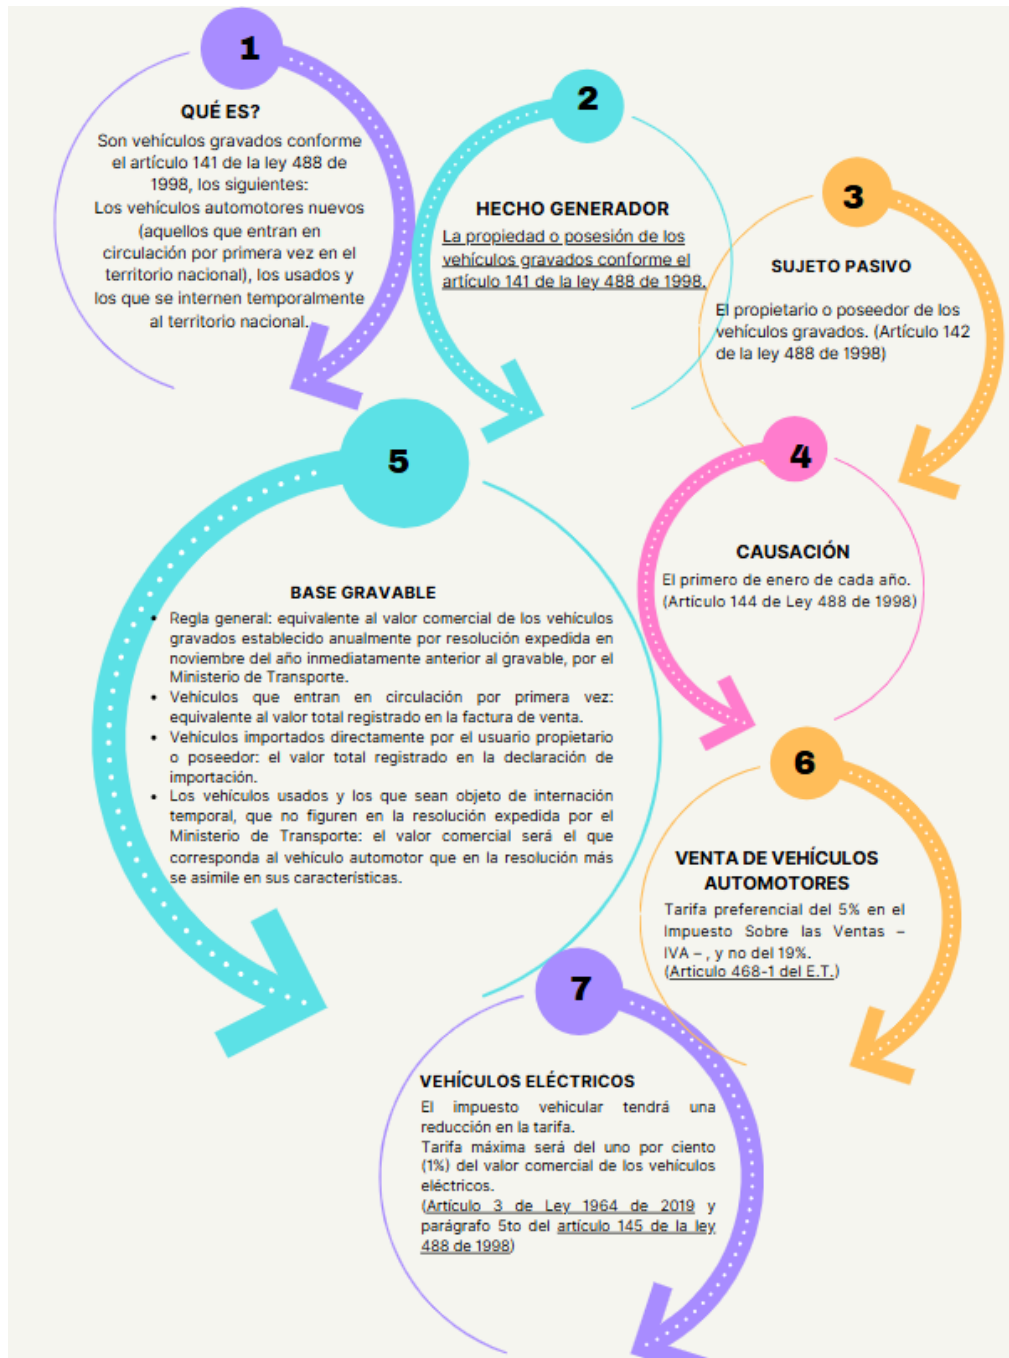 1
QUÉ ES?
Son vehículos gravados conforme
el artículo 141 de la ley 488 de
1998, los siguientes:
Los vehículos automotores nuevos
(aquellos que entran en
circulación por primera vez en el
territorio nacional), los usados y
los que se internen temporalmente
al territorio nacional.
2
HECHO GENERADOR
La propiedad o posesión de los
vehículos gravados conforme el
artículo 141 de la ley 488 de 1998.
3
SUJETO PASIVO
El propietario o poseedor de los
vehículos gravados. (Artículo 142
de la ley 488 de 1998)
4
CAUSACIÓN
El primero de enero de cada año.
(Artículo 144 de Ley 488 de 1998)
5
BASE GRAVABLE
• Regla general: equivalente al valor comercial de los vehículos
gravados establecido anualmente por resolución expedida en
noviembre del año inmediatamente anterior al gravable, por el
Ministerio de Transporte.
• Vehículos que entran en circulación por primera vez:
equivalente al valor total registrado en la factura de venta.
• Vehículos importados directamente por el usuario propietario
o poseedor: el valor total registrado en la declaración de
importación.
• Los vehículos usados y los que sean objeto de internación
temporal, que no figuren en la resolución expedida por el
Ministerio de Transporte: el valor comercial será el que
corresponda al vehículo automotor que en la resolución más
se asimile en sus características.
6
VENTA DE VEHÍCULOS
AUTOMOTORES
Tarifa preferencial del 5% en el
Impuesto Sobre las Ventas –
IVA – , y no del 19%.
(Articulo 468-1 del E.T.)
7
VEHÍCULOS ELÉCTRICOS
El impuesto vehicular tendrá una
reducción en la tarifa.
Tarifa máxima será del uno por ciento
(1%) del valor comercial de los vehículos
eléctricos.
(Artículo 3 de Ley 1964 de 2019 y
parágrafo 5to del artículo 145 de la ley
488 de 1998)